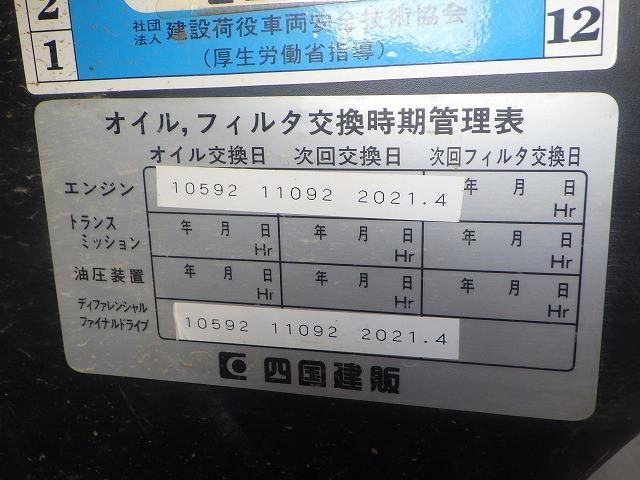 2
1
社団法人 建設荷役車両安全技術協会
(厚生労働省指導)
12
オイル,フィルタ交換時期管理表
オイル交換日 次回交換日 次回フィルタ交換日
エンジン 10592 11092 2021.4 年 月 日 Hr
トランスミッション 年 月 日 Hr 年 月 日 Hr 年 月 日 Hr
油圧装置 年 月 日 Hr 年 月 日 Hr 年 月 日 Hr
ディファレンシャル
ファイナルドライブ 10592 11092 2021.4
四国建販